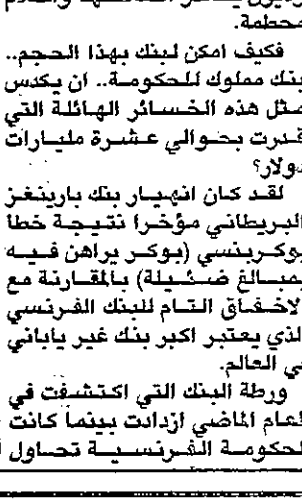 محطمة.
فكيف امكن لبنك بهذا الحجم..
بنك مملوك للحكومة.. ان يكدس
مثل هذه الخسائر الهائلة التي
قدرت بحوالي عشرة مليارات
دولار؟
لقد كان انهيار بنك بارينغز
البريطاني مؤخرا نتيجة خطا
بوكربنسي (بوكر يراهن فيه
بمبالغ ضئيلة) بالمقارنة مع
الاخفاق التام للبنك الفرنسي
الذي يعتبر اكبر بنك غير ياباني
في العالم.
ورطة البنك التي اكتشفت في
العام الماضي ازدادت بينما كانت
الحكومة الفرنسية تحاول